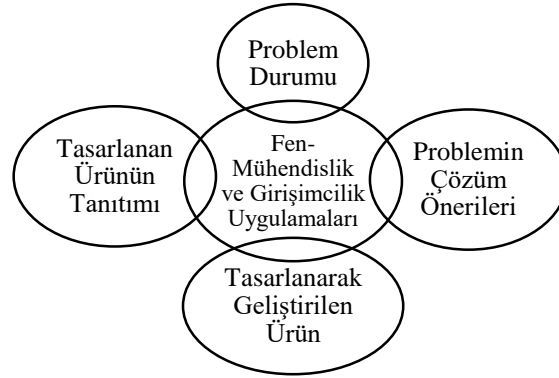 Problem
Durumu
Tasarlanan
Ürünün
Tanıtımı
Fen-
Mühendislik
ve Girişimcilik
Uygulamaları
Problemin
Çözüm
Önerileri
Tasarlanarak
Geliştirilen
Ürün